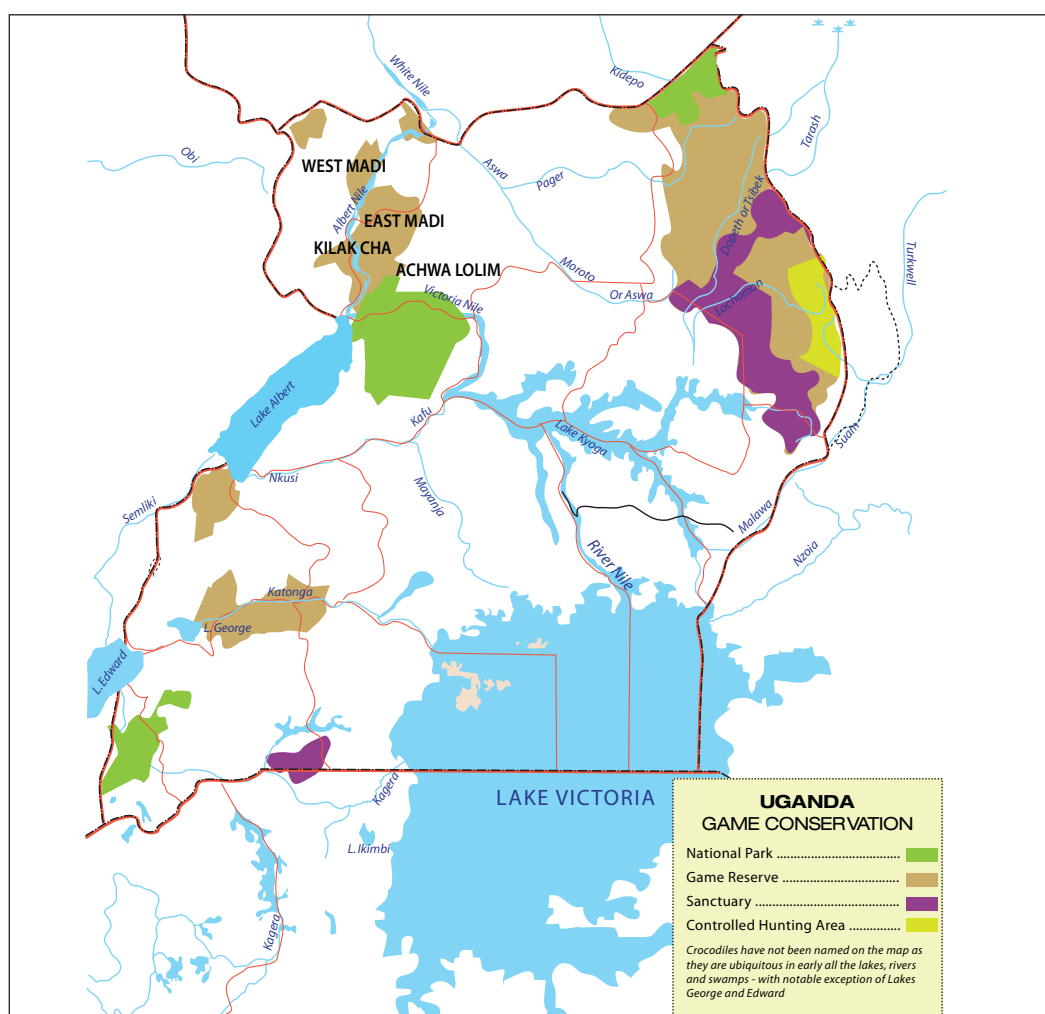 White Nile
Kidepo
Tarash
Obi
WEST MADI
Aswa
Pager
Albert Nile
EAST MADI
Dopeth or Tsibek
KILAK CHA
ACHWA LOLIM
Moroto
Turkwell
Victoria Nile
Or Aswa
Lochaman
Lake Albert
Kafu
Lake Kyoga
Suam
Nkusi
Mayanja
Semliki
Malawa
Nzoia
River Nile
Katonga
L.George
L.Edward
Kagera
LAKE VICTORIA
L.Ikimbi
Kagera
UGANDA
GAME CONSERVATION
National Park ....................................
Game Reserve ..................................
Sanctuary ..........................................
Controlled Hunting Area ...............
Crocodiles have not been named on the map as
they are ubiquitous in early all the lakes, rivers
and swamps - with notable exception of Lakes
George and Edward